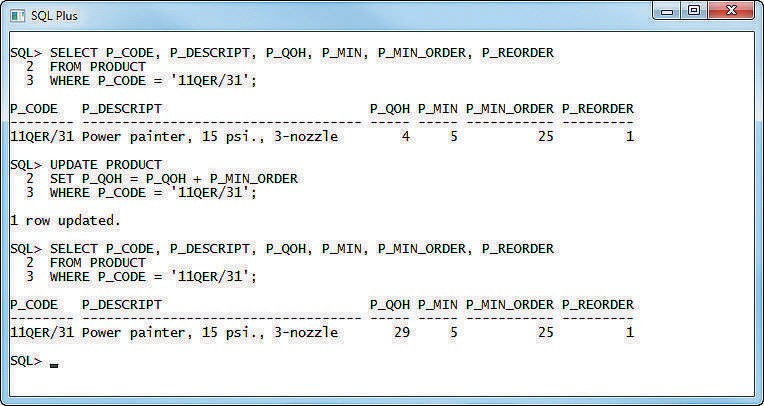 SQL Plus
SQL> SELECT P_CODE, P_DESCRIPT, P_QOH, P_MIN, P_MIN_ORDER, P_REORDER
  2  FROM PRODUCT
  3  WHERE P_CODE = '11QER/31';
P_CODE   P_DESCRIPT                          P_QOH P_MIN P_MIN_ORDER P_REORDER
-------- ----------------------------------- ----- ----- ----------- ---------
11QER/31 Power painter, 15 psi., 3-nozzle        4     5          25         1
SQL> UPDATE PRODUCT
  2  SET P_QOH = P_QOH + P_MIN_ORDER
  3  WHERE P_CODE = '11QER/31';
1 row updated.
SQL> SELECT P_CODE, P_DESCRIPT, P_QOH, P_MIN, P_MIN_ORDER, P_REORDER
  2  FROM PRODUCT
  3  WHERE P_CODE = '11QER/31';
P_CODE   P_DESCRIPT                          P_QOH P_MIN P_MIN_ORDER P_REORDER
-------- ----------------------------------- ----- ----- ----------- ---------
11QER/31 Power painter, 15 psi., 3-nozzle       29     5          25         1
SQL> _